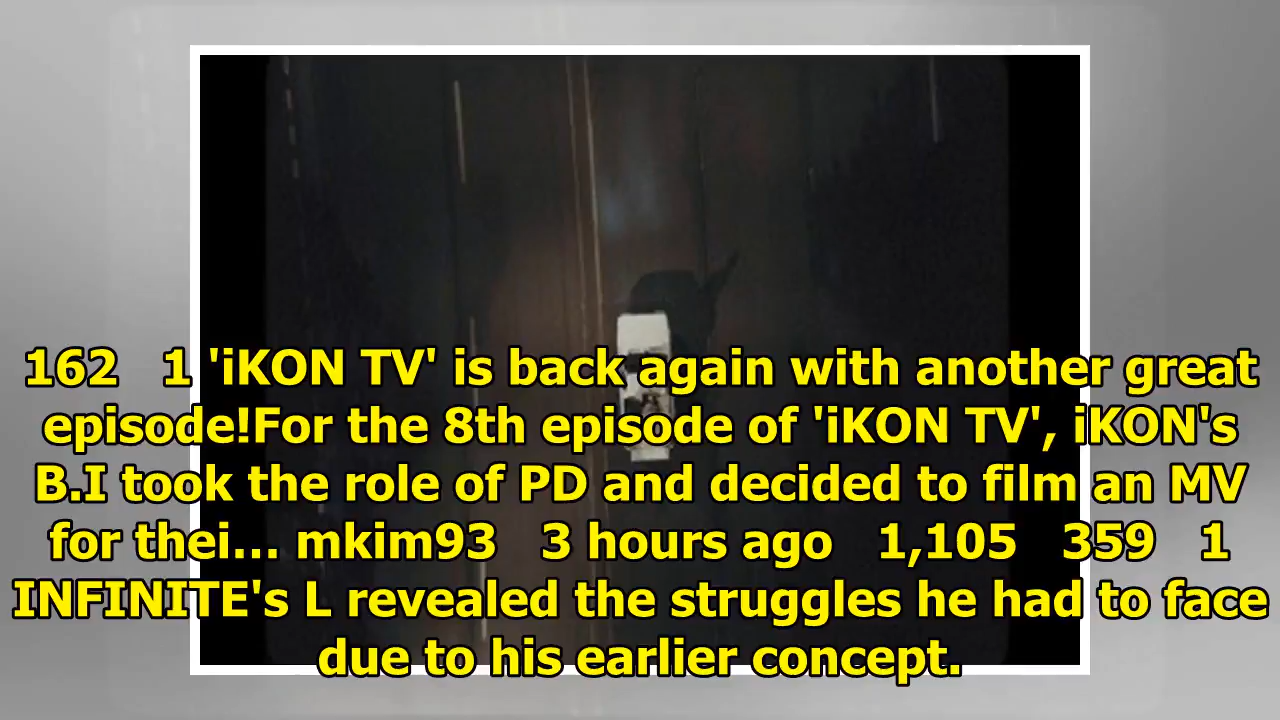 162 1 'iKON TV' is back again with another great
episode!For the 8th episode of 'iKON TV', iKON's
B.I took the role of PD and decided to film an MV
for thei... mkim93 3 hours ago 1,105 359 1
INFINITE's L revealed the struggles he had to face
due to his earlier concept.